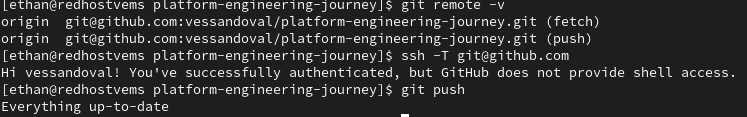 [ethan@redhostvems platform-engineering-journey]$ git remote -v
origin  git@github.com:vessandoval/platform-engineering-journey.git (fetch)
origin  git@github.com:vessandoval/platform-engineering-journey.git (push)
[ethan@redhostvems platform-engineering-journey]$ ssh -T git@github.com
Hi vessandoval! You've successfully authenticated, but GitHub does not provide shell access.
[ethan@redhostvems platform-engineering-journey]$ git push
Everything up-to-date